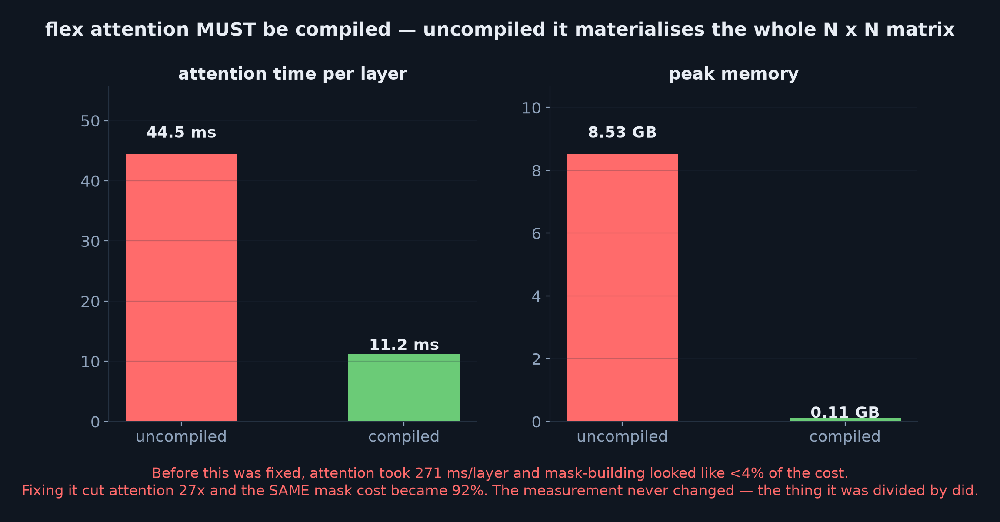 flex attention MUST be compiled — uncompiled it materialises the whole N x N matrix
attention time per layer
50
40
30
20
10
0
44.5 ms
11.2 ms
uncompiled
compiled
peak memory
10
8
6
4
2
0
8.53 GB
0.11 GB
uncompiled
compiled
Before this was fixed, attention took 271 ms/layer and mask-building looked like <4% of the cost.
Fixing it cut attention 27x and the SAME mask cost became 92%. The measurement never changed — the thing it was divided by did.